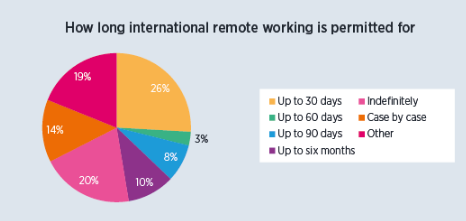 How long international remote working is permitted for
19%
26%
14%
3%
8%
20%
10%
Up to 30 days
Indefinitely
Up to 60 days
Case by case
Up to 90 days
Other
Up to six months